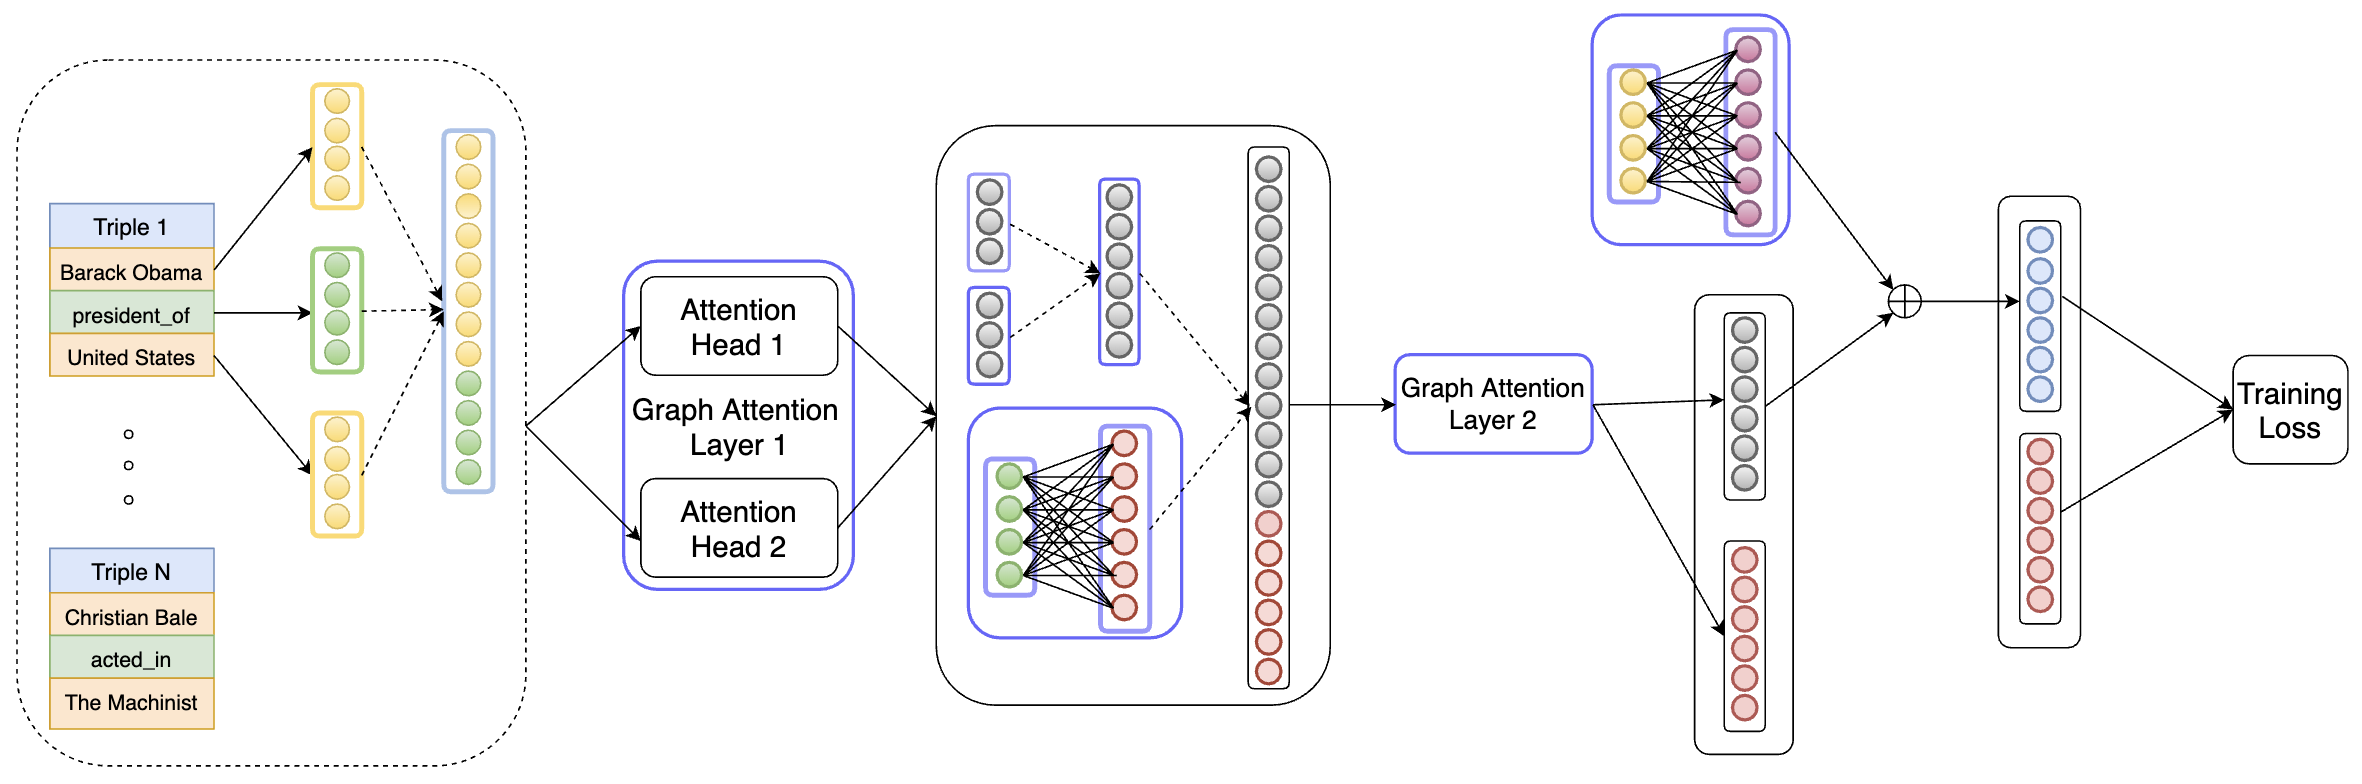 Triple 1
Barack Obama
president_of
United States
Triple N
Christian Bale
acted_in
The Machinist
Attention
Head 1
Graph Attention
Layer 1
Attention
Head 2
Graph Attention
Layer 2
Training
Loss